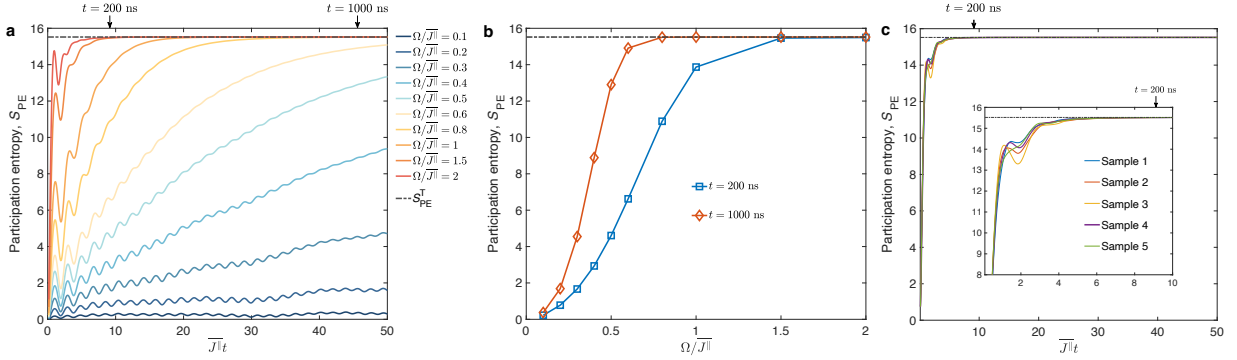 a
t = 200 ns
t = 1000 ns
Participation entropy, S_PE
16
14
12
10
8
6
4
2
0
0 10 20 30 40 50
J̅^∥ t
Ω/J̅^∥ = 0.1
Ω/J̅^∥ = 0.2
Ω/J̅^∥ = 0.3
Ω/J̅^∥ = 0.4
Ω/J̅^∥ = 0.5
Ω/J̅^∥ = 0.6
Ω/J̅^∥ = 0.8
Ω/J̅^∥ = 1
Ω/J̅^∥ = 1.5
Ω/J̅^∥ = 2
S^T_PE
b
Participation entropy, S_PE
16
14
12
10
8
6
4
2
0
0 0.5 1 1.5 2
Ω/J̅^∥
t = 200 ns
t = 1000 ns
c
t = 200 ns
Participation entropy, S_PE
16
14
12
10
8
6
4
2
0
0 10 20 30 40 50
J̅^∥ t
t = 200 ns
16
15
14
13
12
11
10
9
8
2 4 6 8 10
Sample 1
Sample 2
Sample 3
Sample 4
Sample 5